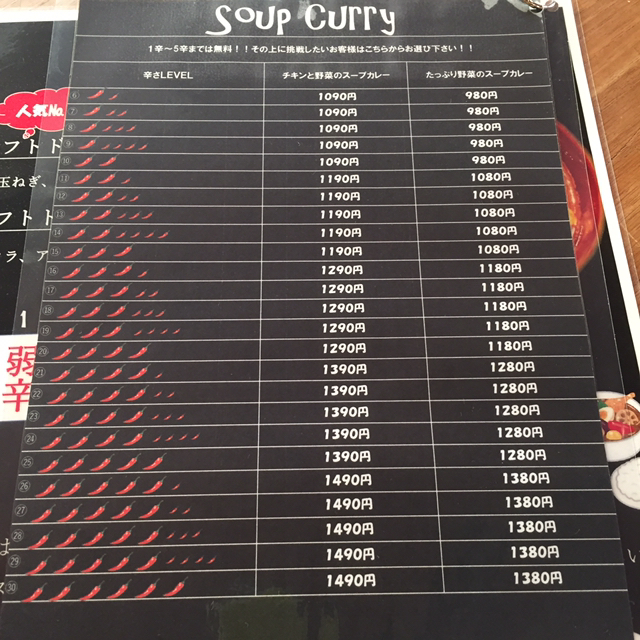 SOUP CURRY
1辛～5辛までは無料！！その上に挑戦したいお客様はこちらからお選び下さい！！
辛さLEVEL チキンと野菜のスープカレー たっぷり野菜のスープカレー
⑥ 1090円 980円
⑦ 1090円 980円
⑧ 1090円 980円
⑨ 1090円 980円
⑩ 1090円 980円
⑪ 1190円 1080円
⑫ 1190円 1080円
⑬ 1190円 1080円
⑭ 1190円 1080円
⑮ 1190円 1080円
⑯ 1290円 1180円
⑰ 1290円 1180円
⑱ 1290円 1180円
⑲ 1290円 1180円
⑳ 1290円 1180円
㉑ 1390円 1280円
㉒ 1390円 1280円
㉓ 1390円 1280円
㉔ 1390円 1280円
㉕ 1390円 1280円
㉖ 1490円 1380円
㉗ 1490円 1380円
㉘ 1490円 1380円
㉙ 1490円 1380円
㉚ 1490円 1380円
人気No
フトド
玉ねぎ、
フトド
ラ、ア
1
弱
辛
は
ス
い